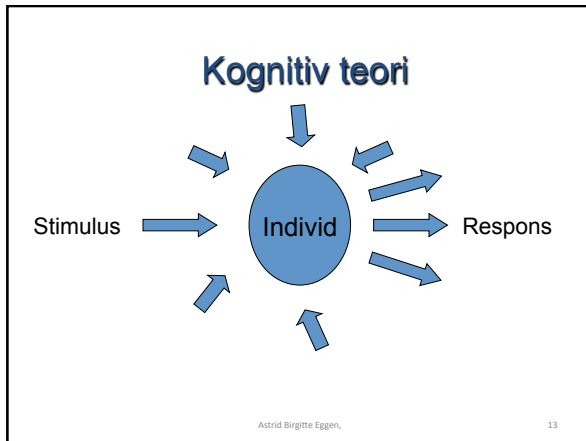 Kognitiv teori
Stimulus Individ Respons
Astrid Birgitte Eggen, 13